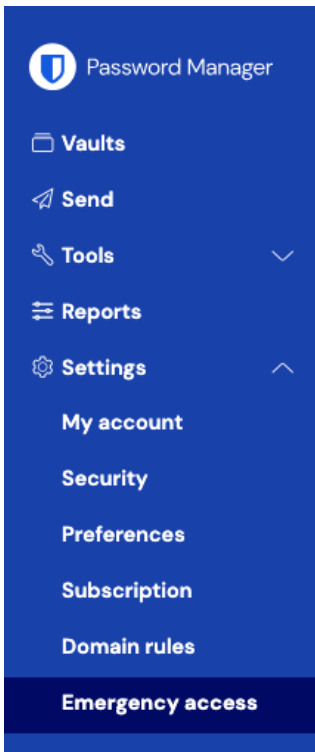 Password Manager
Vaults
Send
Tools
Reports
Settings
My account
Security
Preferences
Subscription
Domain rules
Emergency access